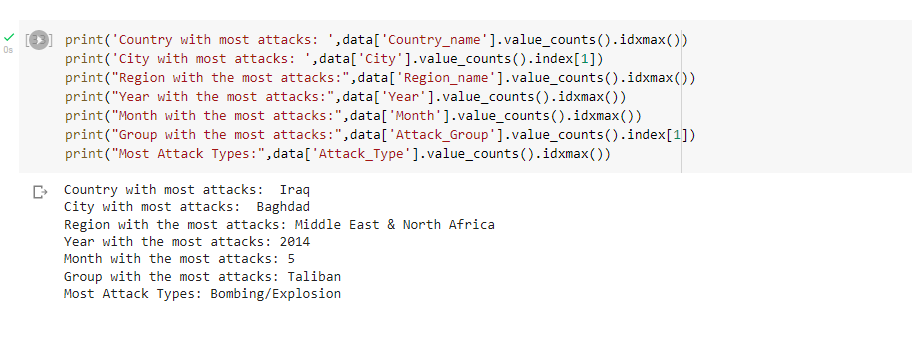 0s
[ ] print('Country with most attacks: ',data['Country_name'].value_counts().idxmax())
print('City with most attacks: ',data['City'].value_counts().index[1])
print("Region with the most attacks:",data['Region_name'].value_counts().idxmax())
print("Year with the most attacks:",data['Year'].value_counts().idxmax())
print("Month with the most attacks:",data['Month'].value_counts().idxmax())
print("Group with the most attacks:",data['Attack_Group'].value_counts().index[1])
print("Most Attack Types:",data['Attack_Type'].value_counts().idxmax())
Country with most attacks:  Iraq
City with most attacks:  Baghdad
Region with the most attacks: Middle East & North Africa
Year with the most attacks: 2014
Month with the most attacks: 5
Group with the most attacks: Taliban
Most Attack Types: Bombing/Explosion